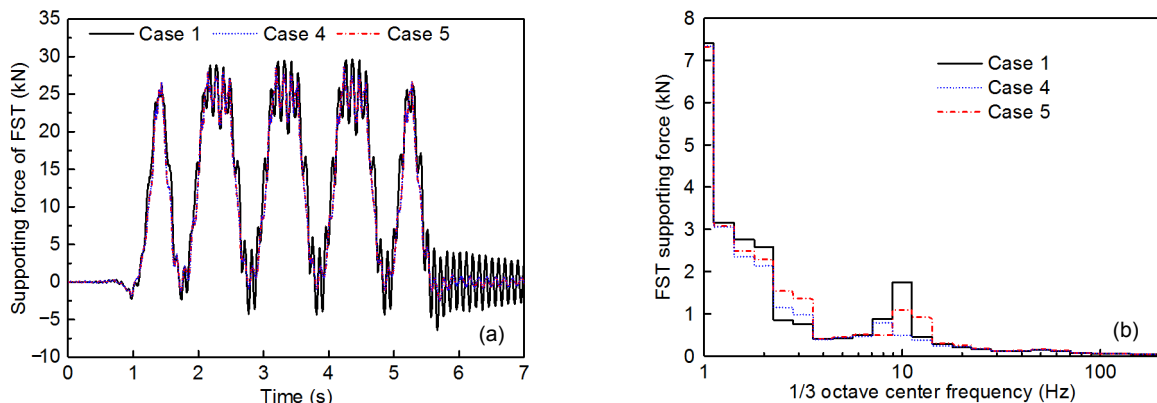 35
30
25
20
15
10
5
0
−5
−10
Supporting force of FST (kN)
Case 1 Case 4 Case 5
(a)
0 1 2 3 4 5 6 7
Time (s)
8
7
6
5
4
3
2
1
0
FST supporting force (kN)
Case 1
Case 4
Case 5
(b)
1 10 100
1/3 octave center frequency (Hz)